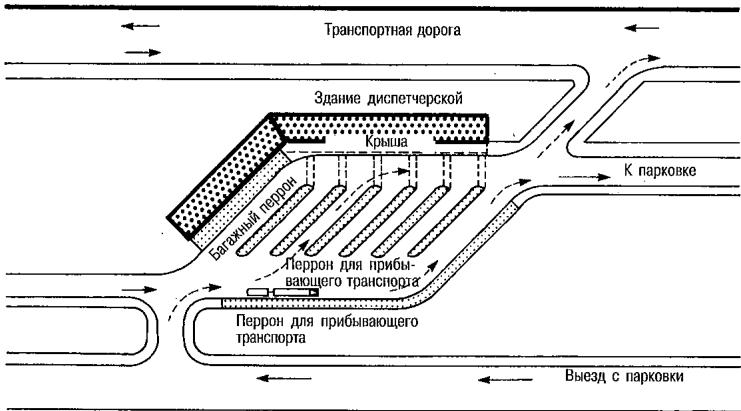 Транспортная дорога
Здание диспетчерской
Крыша
К парковке
Багажный перрон
Перрон для прибы-
вающего транспорта
Перрон для прибывающего
транспорта
Выезд с парковки